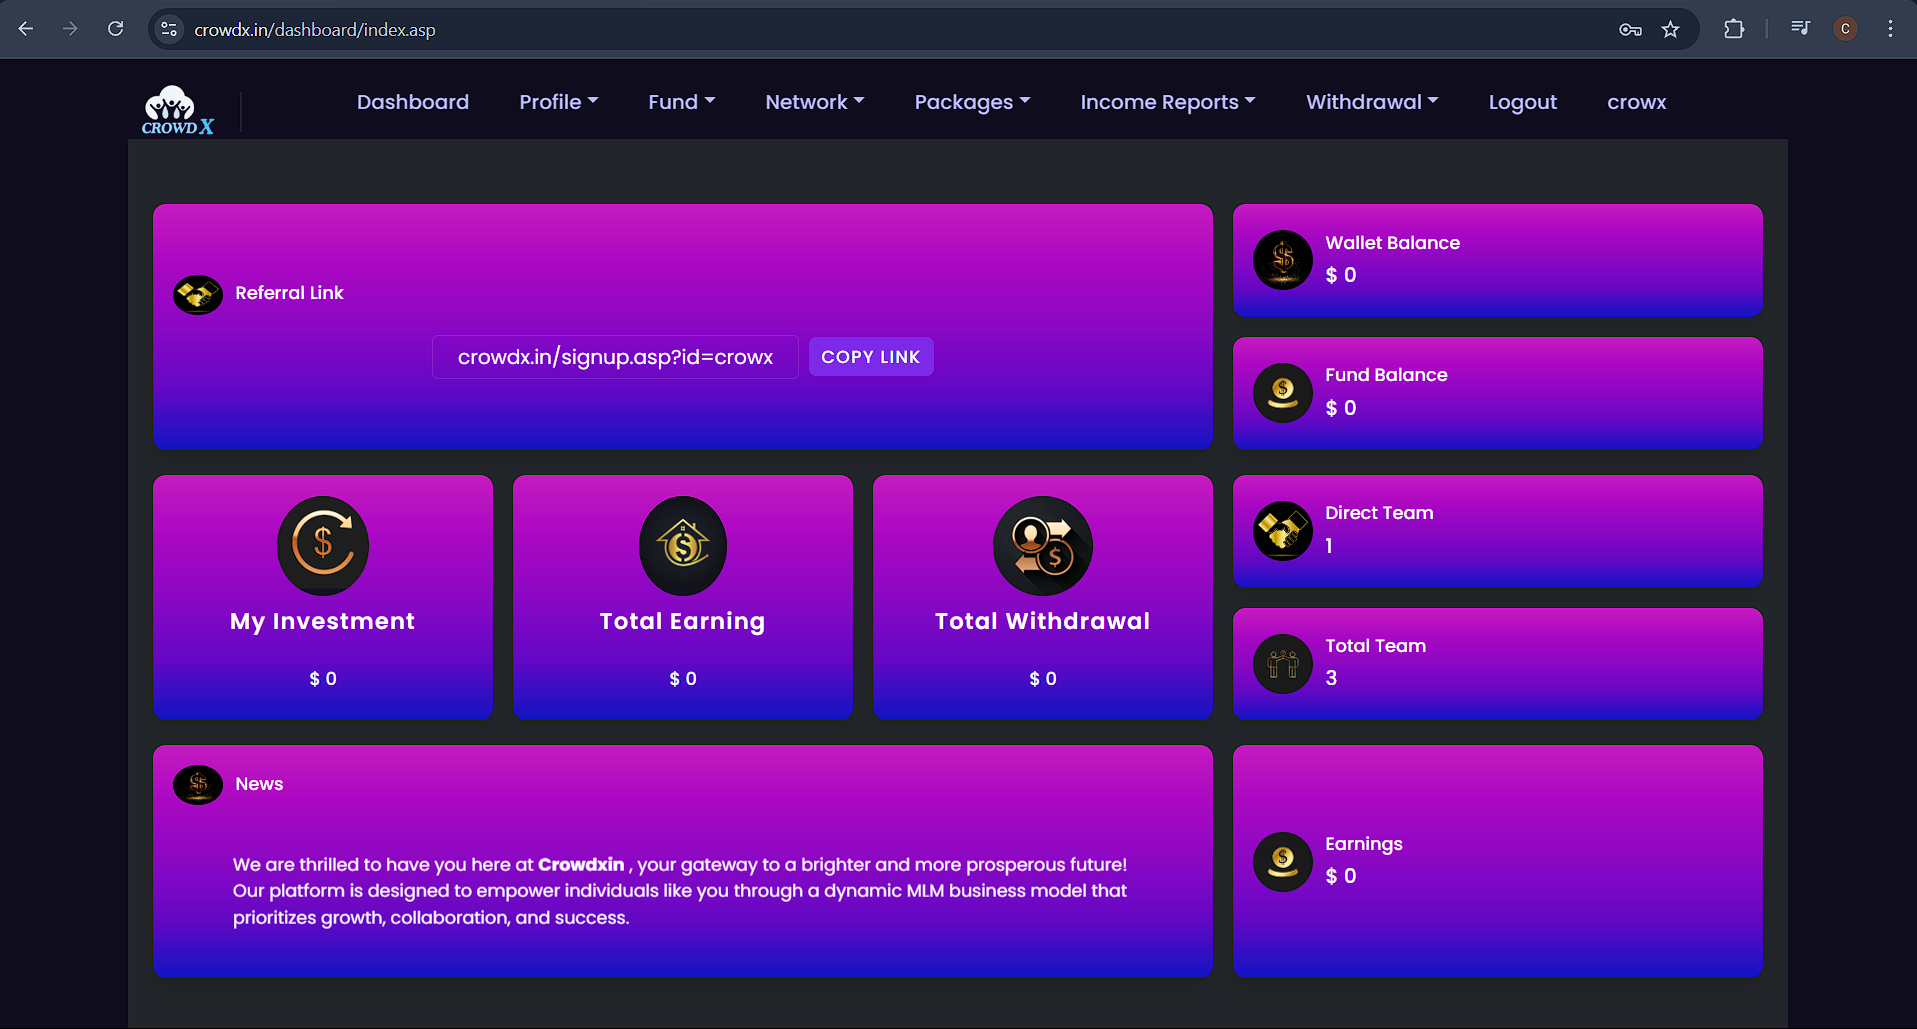 crowdx.in/dashboard/index.asp
C
CROWDX
Dashboard
Profile
Fund
Network
Packages
Income Reports
Withdrawal
Logout
crowx
Referral Link
crowdx.in/signup.asp?id=crowx
COPY LINK
Wallet Balance
$ 0
Fund Balance
$ 0
My Investment
$ 0
Total Earning
$ 0
Total Withdrawal
$ 0
Direct Team
1
Total Team
3
News
We are thrilled to have you here at Crowdxin , your gateway to a brighter and more prosperous future!
Our platform is designed to empower individuals like you through a dynamic MLM business model that
prioritizes growth, collaboration, and success.
Earnings
$ 0